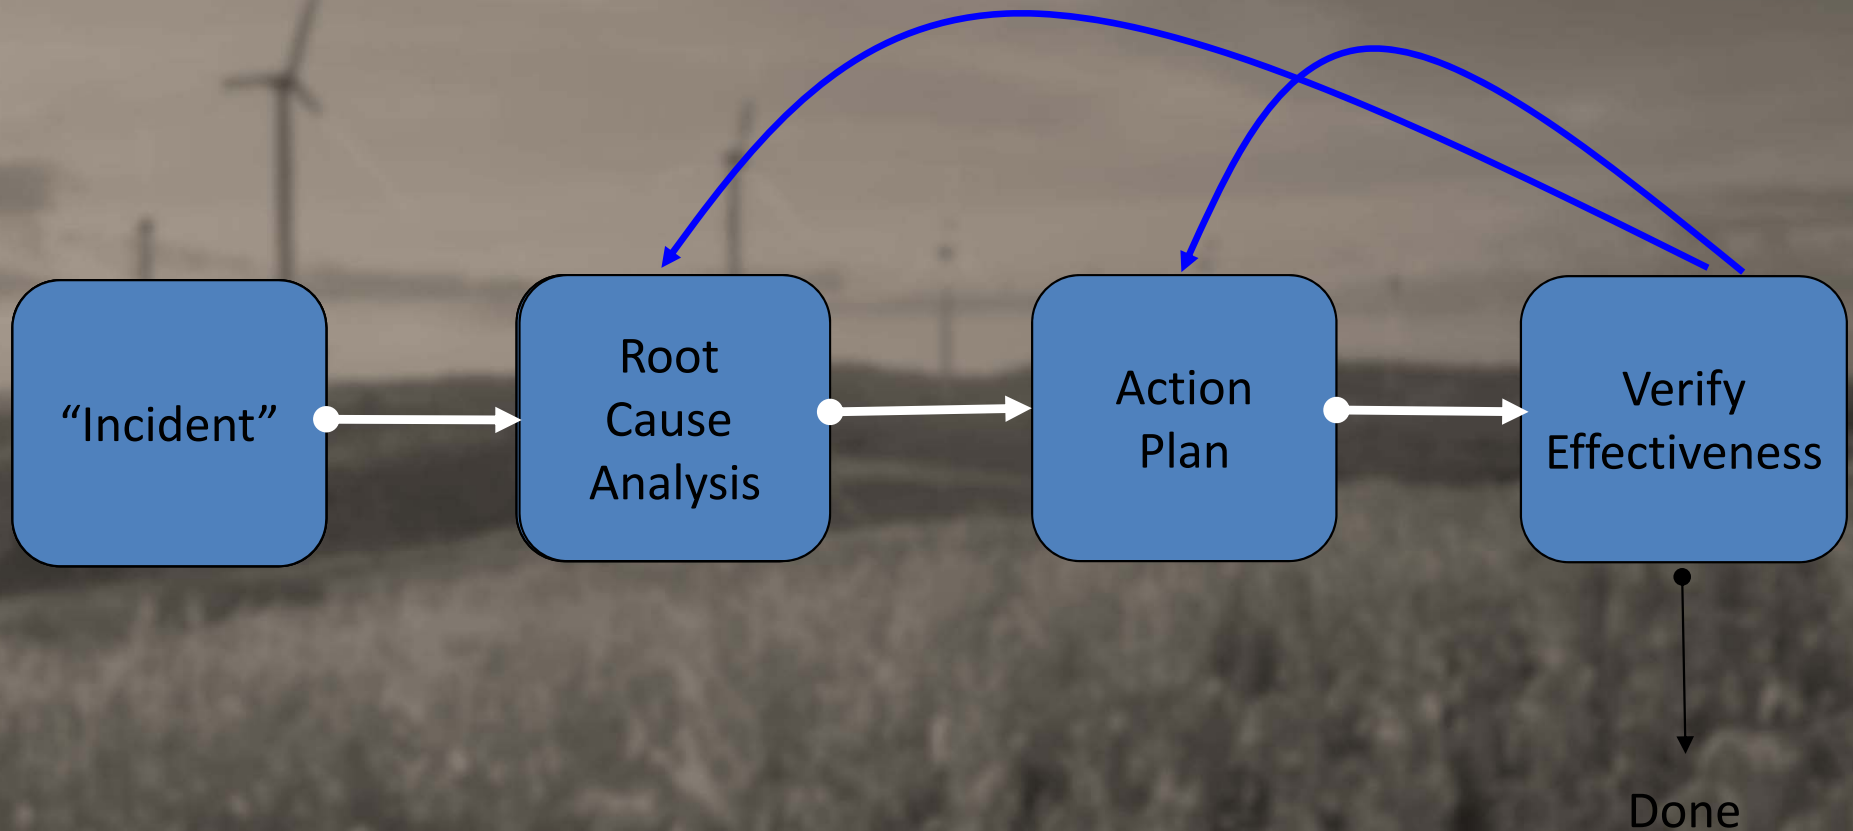 “Incident”
Root
Cause
Analysis
Action
Plan
Verify
Effectiveness
Done